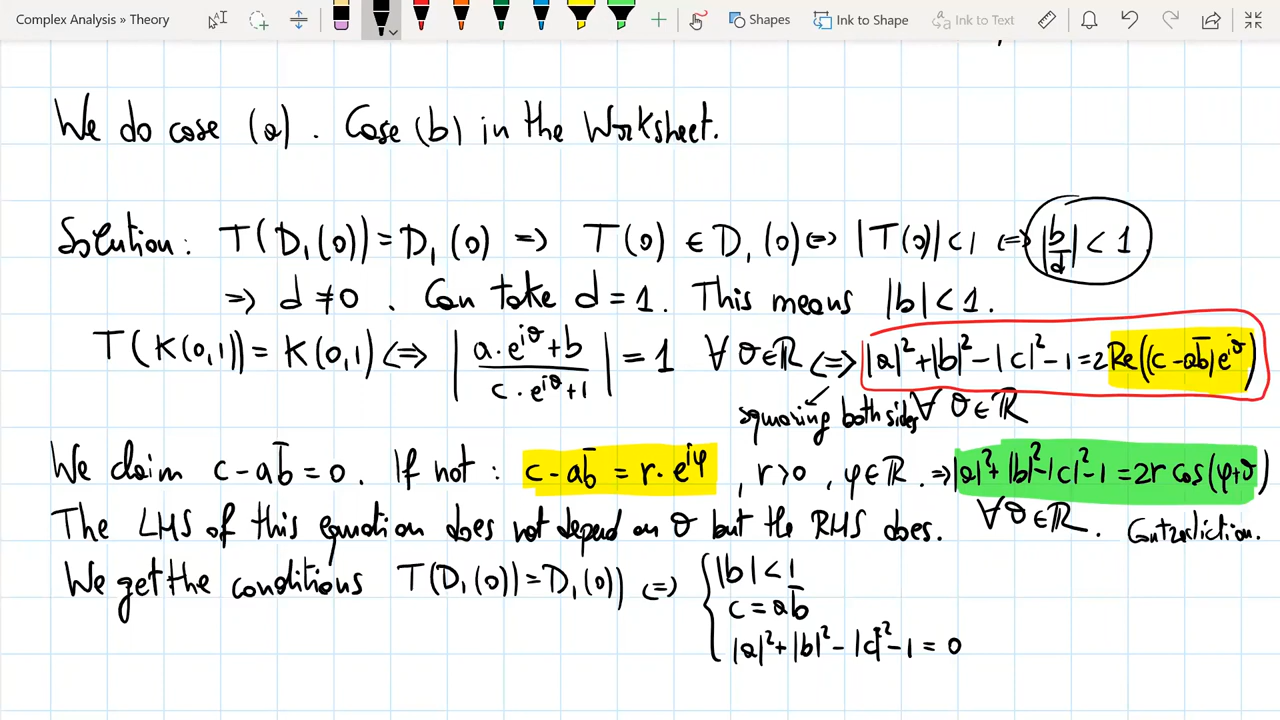 Complex Analysis » Theory
Shapes
Ink to Shape
Ink to Text
We do case (a). Case (b) in the Worksheet.
Solution: T(D₁(0)) = D₁(0) ⇒ T(0) ∈ D₁(0) ⇔ |T(0)| < 1 ⇔ |b/d| < 1
⇒ d ≠ 0. Can take d = 1. This means |b| < 1.
T(K(0,1)) = K(0,1) ⇔ |(a·e^{iϑ} + b)/(c·e^{iϑ} + 1)| = 1 ∀ϑ∈ℝ ⇔ |a|² + |b|² − |c|² − 1 = 2Re((c − ab̄)e^{iϑ})
squaring both sides ∀ ϑ∈ℝ
We claim c − ab̄ = 0. If not: c − ab̄ = r·e^{iφ}, r>0, φ∈ℝ. ⇒ |a|² + |b|² − |c|² − 1 = 2r cos(φ+ϑ)
∀ϑ∈ℝ. Contradiction.
The LHS of this equation does not depend on ϑ but the RHS does.
We get the conditions T(D₁(0)) = D₁(0)) ⇔ { |b| < 1
c = ab̄
|a|² + |b|² − |c|² − 1 = 0